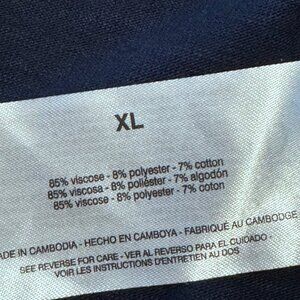 XL
85% viscose - 8% polyester - 7% cotton
85% viscosa - 8% poliéster - 7% algodón
85% viscose - 8% polyester - 7% coton
MADE IN CAMBODIA - HECHO EN CAMBOYA - FABRIQUÉ AU CAMBODGE
SEE REVERSE FOR CARE - VER AL REVERSO PARA EL CUIDADO -
VOIR LES INSTRUCTIONS D'ENTRETIEN AU DOS